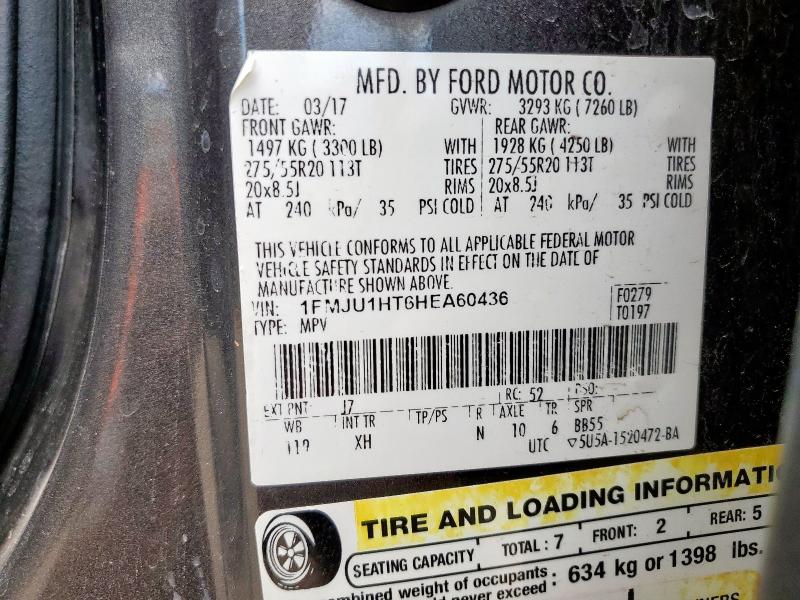 MFD. BY FORD MOTOR CO.
DATE: 03/17 GVWR: 3293 KG ( 7260 LB)
FRONT GAWR: REAR GAWR:
1497 KG ( 3300 LB) WITH 1928 KG ( 4250 LB) WITH
275/55R20 113T TIRES 275/55R20 113T TIRES
20x8.5J RIMS 20x8.5J RIMS
AT 240 kPa/ 35 PSI COLD AT 240 kPa/ 35 PSI COLD
THIS VEHICLE CONFORMS TO ALL APPLICABLE FEDERAL MOTOR
VEHICLE SAFETY STANDARDS IN EFFECT ON THE DATE OF
MANUFACTURE SHOWN ABOVE.
VIN: 1FMJU1HT6HEA60436 F0279
TYPE: MPV T0197
EXT PNT: J7 RC: 52 DSO:
WB INT TR TP/PS R AXLE TR SPR
119 XH N 10 6 BB55
UTC ▽5U5A-1520472-BA
TIRE AND LOADING
SEATING CAPACITY TOTAL : 7 FRONT: 2 REAR: 5
weight of occupants : 634 kg or 1398 lbs.
never exceed